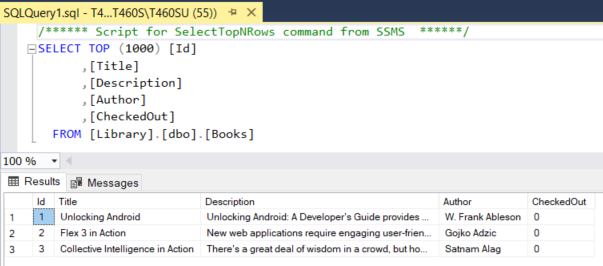 SQLQuery1.sql - T4...T460S\T460SU (55))
/****** Script for SelectTopNRows command from SSMS ******/
SELECT TOP (1000) [Id]
,[Title]
,[Description]
,[Author]
,[CheckedOut]
FROM [Library].[dbo].[Books]
100 %
Results Messages
Id Title Description Author CheckedOut
1 1 Unlocking Android Unlocking Android: A Developer's Guide provides ... W. Frank Ableson 0
2 2 Flex 3 in Action New web applications require engaging user-frien... Gojko Adzic 0
3 3 Collective Intelligence in Action There's a great deal of wisdom in a crowd, but ho... Satnam Alag 0